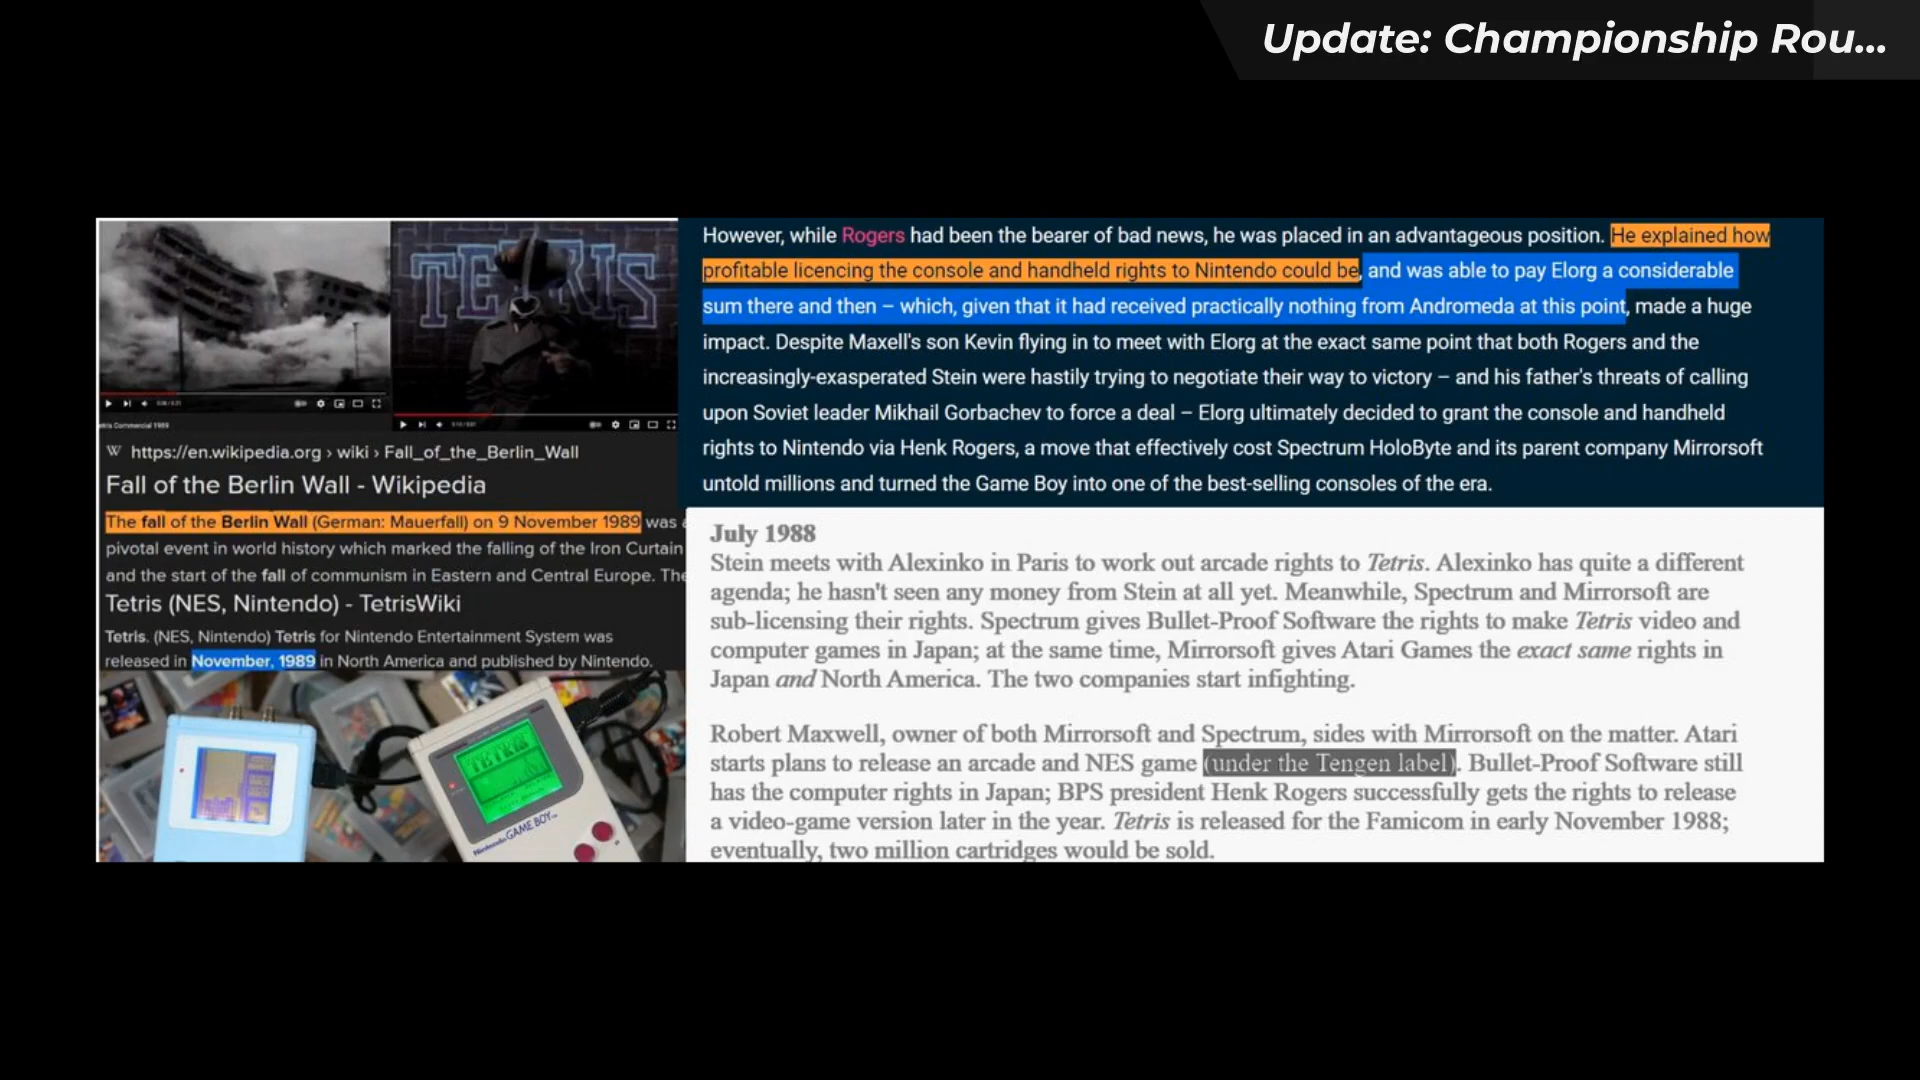 Update: Championship Rou...
TETRIS
However, while Rogers had been the bearer of bad news, he was placed in an advantageous position. He explained how
profitable licencing the console and handheld rights to Nintendo could be, and was able to pay Elorg a considerable
sum there and then – which, given that it had received practically nothing from Andromeda at this point, made a huge
impact. Despite Maxell's son Kevin flying in to meet with Elorg at the exact same point that both Rogers and the
increasingly-exasperated Stein were hastily trying to negotiate their way to victory – and his father's threats of calling
upon Soviet leader Mikhail Gorbachev to force a deal – Elorg ultimately decided to grant the console and handheld
rights to Nintendo via Henk Rogers, a move that effectively cost Spectrum HoloByte and its parent company Mirrorsoft
untold millions and turned the Game Boy into one of the best-selling consoles of the era.
Commercial 1989
W https://en.wikipedia.org › wiki › Fall_of_the_Berlin_Wall
Fall of the Berlin Wall - Wikipedia
The fall of the Berlin Wall (German: Mauerfall) on 9 November 1989 was a
pivotal event in world history which marked the falling of the Iron Curtain
and the start of the fall of communism in Eastern and Central Europe. The
Tetris (NES, Nintendo) - TetrisWiki
Tetris. (NES, Nintendo) Tetris for Nintendo Entertainment System was
released in November, 1989 in North America and published by Nintendo.
TETRIS
Nintendo GAME BOY
July 1988
Stein meets with Alexinko in Paris to work out arcade rights to Tetris. Alexinko has quite a different
agenda; he hasn't seen any money from Stein at all yet. Meanwhile, Spectrum and Mirrorsoft are
sub-licensing their rights. Spectrum gives Bullet-Proof Software the rights to make Tetris video and
computer games in Japan; at the same time, Mirrorsoft gives Atari Games the exact same rights in
Japan and North America. The two companies start infighting.
Robert Maxwell, owner of both Mirrorsoft and Spectrum, sides with Mirrorsoft on the matter. Atari
starts plans to release an arcade and NES game (under the Tengen label). Bullet-Proof Software still
has the computer rights in Japan; BPS president Henk Rogers successfully gets the rights to release
a video-game version later in the year. Tetris is released for the Famicom in early November 1988;
eventually, two million cartridges would be sold.